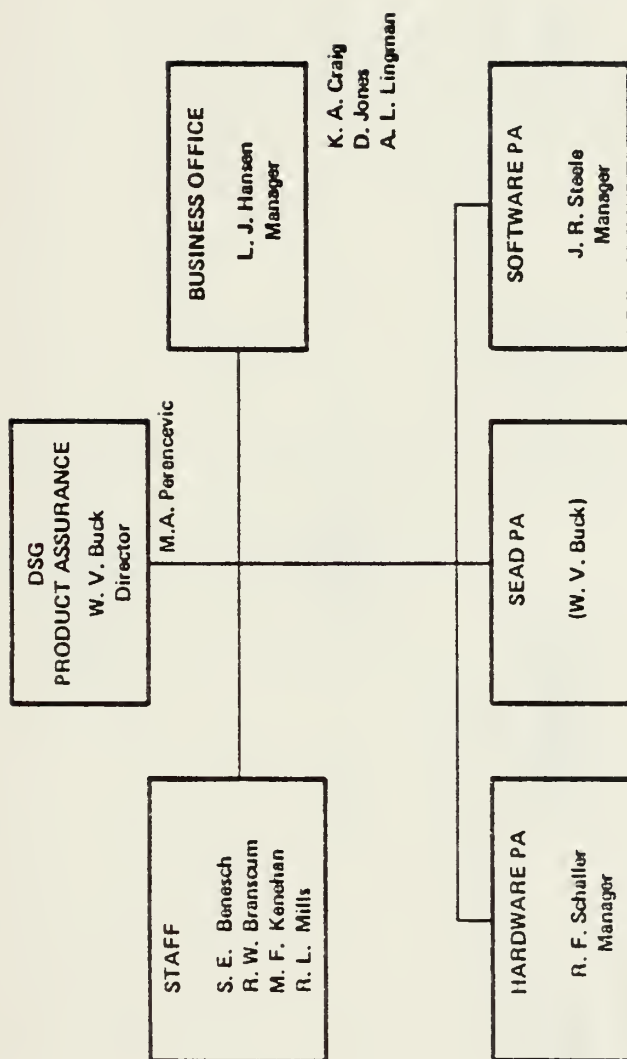 DSG
PRODUCT ASSURANCE
W. V. Buck
Director
M.A. Perencevic
STAFF
S. E. Benesch
R. W. Branscum
M. F. Kenehan
R. L. Mills
BUSINESS OFFICE
L. J. Hansen
Manager
K. A. Craig
D. Jones
A. L. Lingman
HARDWARE PA
R. F. Schaller
Manager
SEAD PA
(W. V. Buck)
SOFTWARE PA
J. R. Steele
Manager